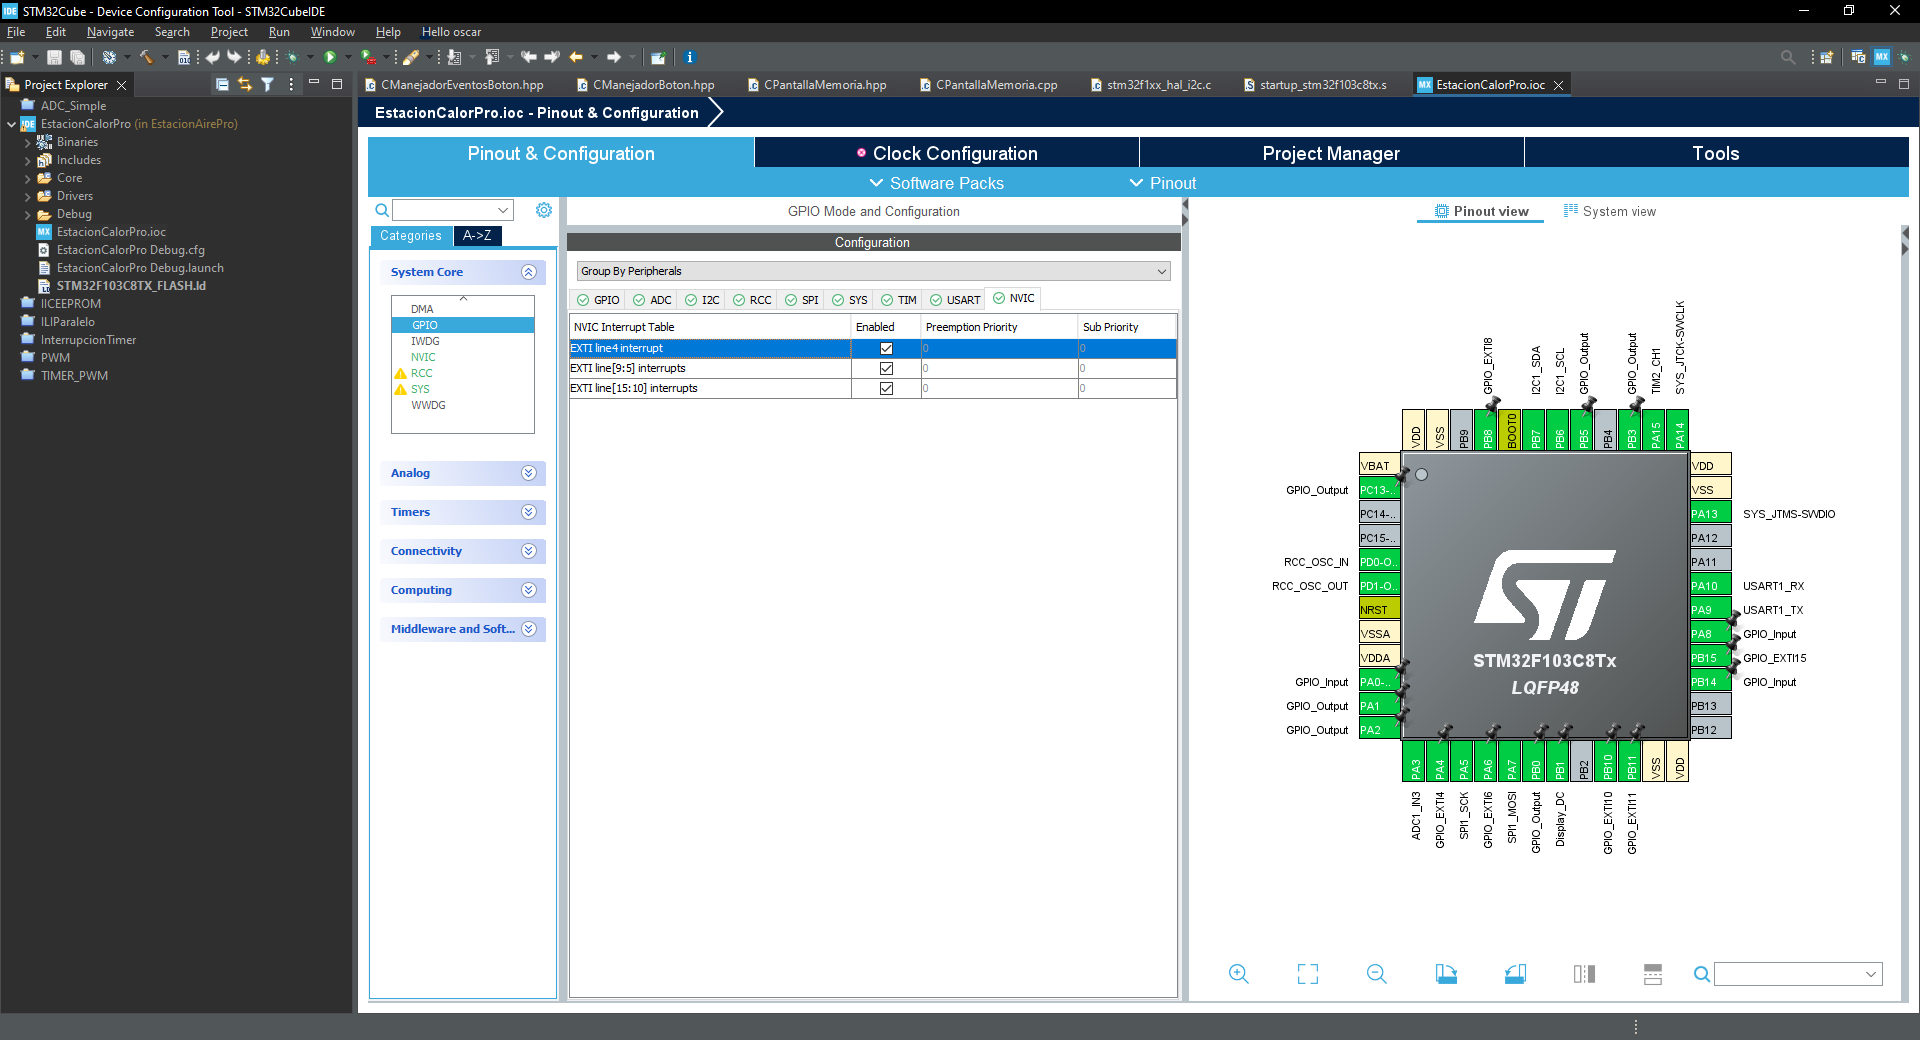 IDE STM32Cube - Device Configuration Tool - STM32CubeIDE
File Edit Navigate Search Project Run Window Help Hello oscar
Project Explorer
CManejadorEventosBoton.hpp CManejadorBoton.hpp CPantallaMemoria.hpp CPantallaMemoria.cpp stm32f1xx_hal_i2c.c startup_stm32f103c8tx.s MX EstacionCalorPro.ioc
ADC_Simple
IDE EstacionCalorPro (in EstacionAirePro)
Binaries
Includes
Core
Drivers
Debug
MX EstacionCalorPro.ioc
EstacionCalorPro Debug.cfg
EstacionCalorPro Debug.launch
STM32F103C8TX_FLASH.ld
IICEEPROM
ILIParalelo
InterrupcionTimer
PWM
TIMER_PWM
EstacionCalorPro.ioc - Pinout & Configuration
Pinout & Configuration Clock Configuration Project Manager Tools
Software Packs Pinout
Categories A->Z
System Core
DMA
GPIO
IWDG
NVIC
RCC
SYS
WWDG
Analog
Timers
Connectivity
Computing
Middleware and Soft...
GPIO Mode and Configuration
Configuration
Group By Peripherals
GPIO ADC I2C RCC SPI SYS TIM USART NVIC
NVIC Interrupt Table Enabled Preemption Priority Sub Priority
EXTI line4 interrupt 0 0
EXTI line[9:5] interrupts 0 0
EXTI line[15:10] interrupts 0 0
Pinout view System view
GPIO_EXTI8 I2C1_SDA I2C1_SCL GPIO_Output GPIO_Output TIM2_CH1 SYS_JTCK-SWCLK
VDD VSS PB9 PB8 BOOT0 PB7 PB6 PB5 PB4 PB3 PA15 PA14
VBAT VDD
GPIO_Output PC13-.. VSS
PC14-.. PA13 SYS_JTMS-SWDIO
PC15-.. PA12
RCC_OSC_IN PD0-O.. PA11
RCC_OSC_OUT PD1-O.. PA10 USART1_RX
NRST PA9 USART1_TX
VSSA PA8 GPIO_Input
VDDA PB15 GPIO_EXTI15
GPIO_Input PA0-.. PB14 GPIO_Input
GPIO_Output PA1 PB13
GPIO_Output PA2 PB12
ST
STM32F103C8Tx
LQFP48
PA3 PA4 PA5 PA6 PA7 PB0 PB1 PB2 PB10 PB11 VSS VDD
ADC1_IN3 GPIO_EXTI4 SPI1_SCK GPIO_EXTI6 SPI1_MOSI GPIO_Output Display_DC GPIO_EXTI10 GPIO_EXTI11